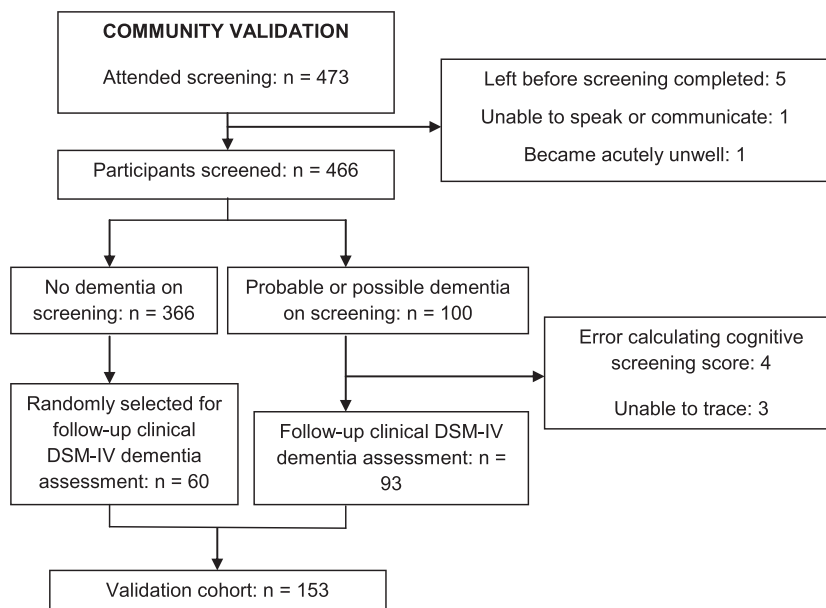 COMMUNITY VALIDATION
Attended screening: n = 473
Left before screening completed: 5
Unable to speak or communicate: 1
Became acutely unwell: 1
Participants screened: n = 466
No dementia on
screening: n = 366
Probable or possible dementia
on screening: n = 100
Error calculating cognitive
screening score: 4
Unable to trace: 3
Randomly selected for
follow-up clinical
DSM-IV dementia
assessment: n = 60
Follow-up clinical DSM-IV
dementia assessment: n =
93
Validation cohort: n = 153